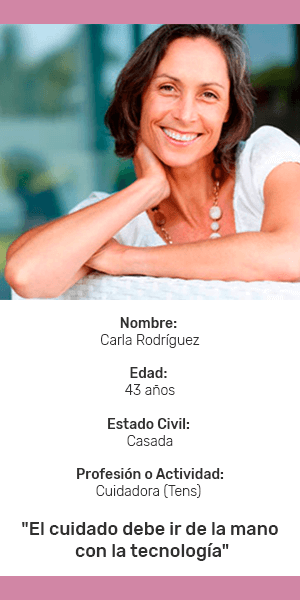 Nombre:
Carla Rodríguez
Edad:
43 años
Estado Civil:
Casada
Profesión o Actividad:
Cuidadora (Tens)
"El cuidado debe ir de la mano
con la tecnología"